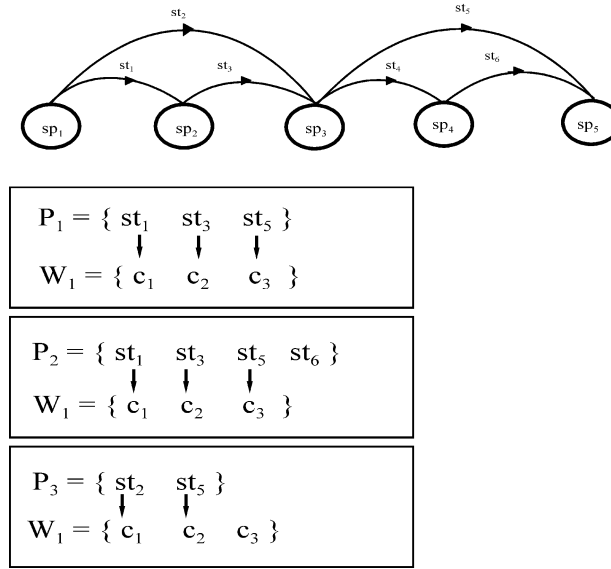 st₂ st₅
st₁ st₃ st₄ st₆
sp₁ sp₂ sp₃ sp₄ sp₅
P₁ = { st₁ st₃ st₅ }
W₁ = { c₁ c₂ c₃ }
P₂ = { st₁ st₃ st₅ st₆ }
W₁ = { c₁ c₂ c₃ }
P₃ = { st₂ st₅ }
W₁ = { c₁ c₂ c₃ }